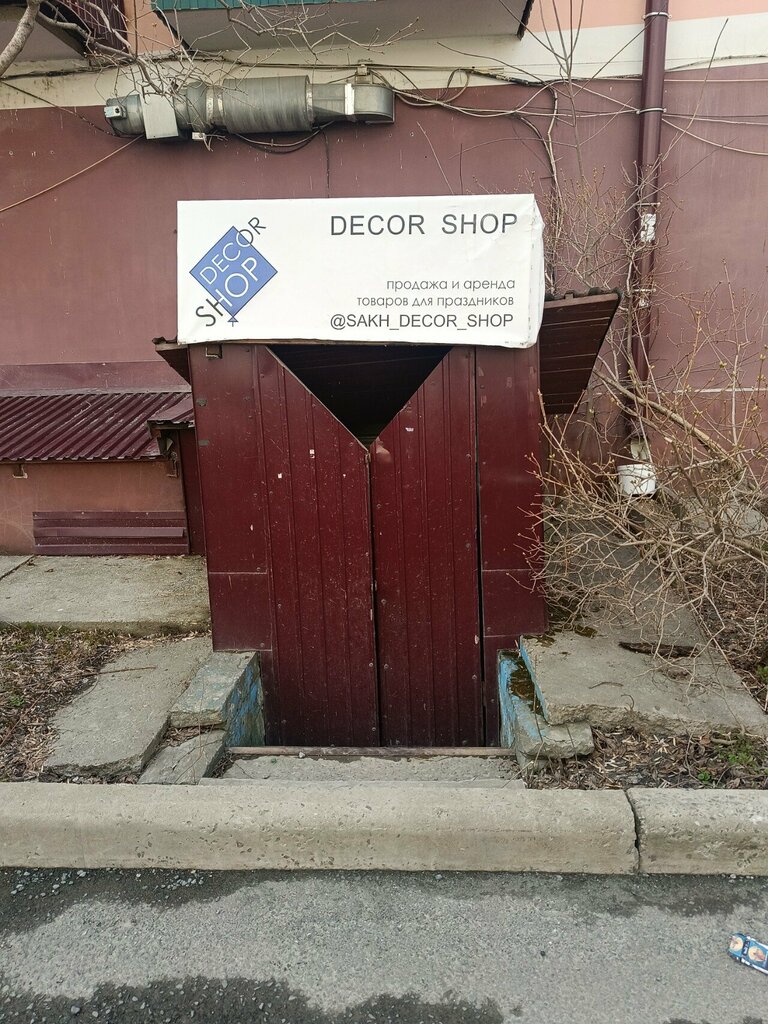 DECOR SHOP
DECOR
SHOP
продажа и аренда
товаров для праздников
@SAKH_DECOR_SHOP